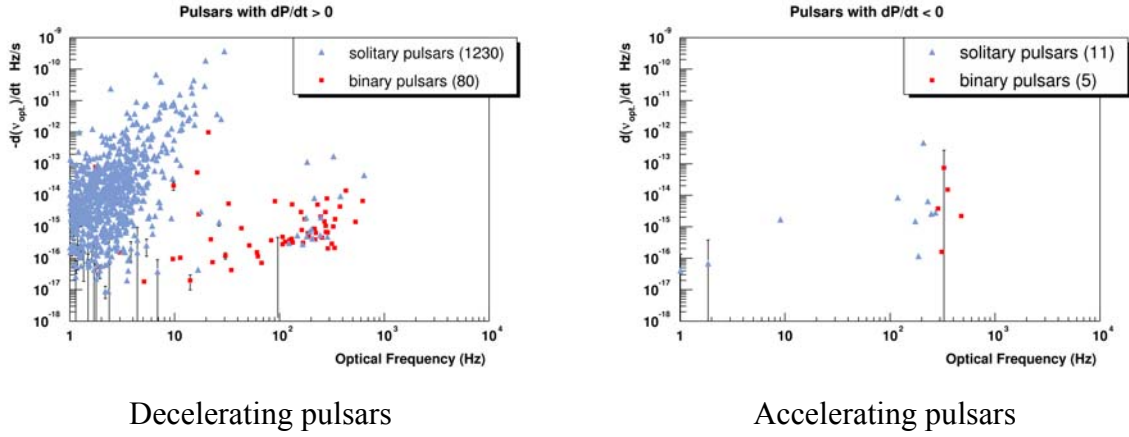 Pulsars with dP/dt > 0
-d(ν_opt.)/dt Hz/s
10^-9
10^-10
10^-11
10^-12
10^-13
10^-14
10^-15
10^-16
10^-17
10^-18
solitary pulsars (1230)
binary pulsars (80)
1 10 10^2 10^3 10^4
Optical Frequency (Hz)
Decelerating pulsars
Pulsars with dP/dt < 0
d(ν_opt.)/dt Hz/s
10^-9
10^-10
10^-11
10^-12
10^-13
10^-14
10^-15
10^-16
10^-17
10^-18
solitary pulsars (11)
binary pulsars (5)
1 10 10^2 10^3 10^4
Optical Frequency (Hz)
Accelerating pulsars